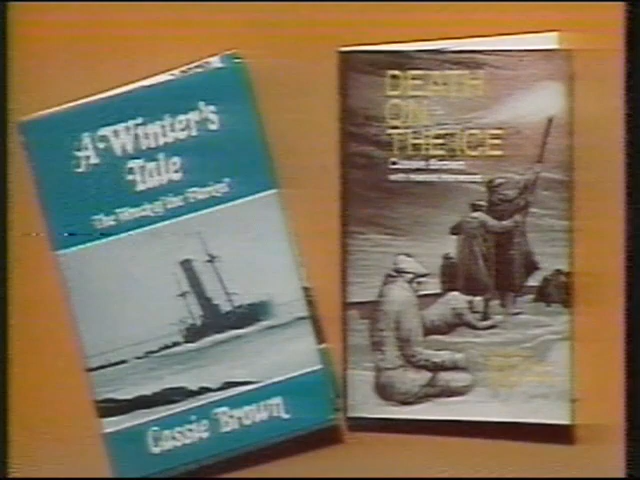 A Winter's
Tale
The Wreck of the 'Florizel'
Cassie Brown
DEATH
ON
THE ICE
Cassie Brown